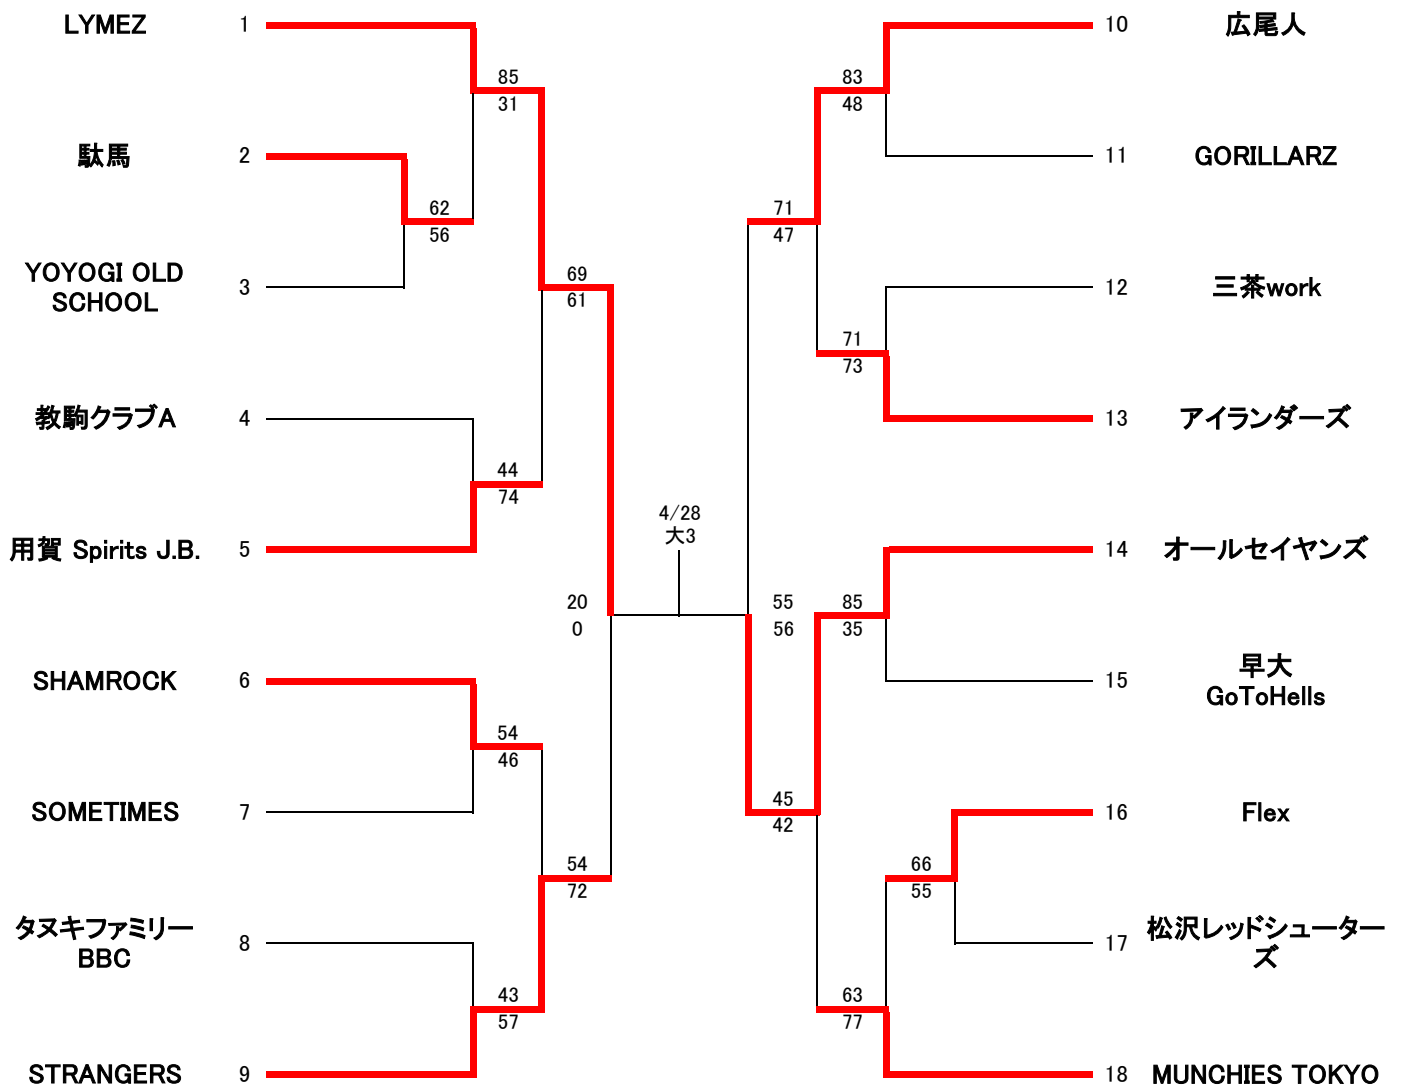 LYMEZ 1
85
31
駄馬 2
62
56
YOYOGI OLD
SCHOOL
3
69
61
教駒クラブA 4
44
74
用賀 Spirits J.B. 5
20
0
SHAMROCK 6
54
46
SOMETIMES 7
54
72
タヌキファミリー
BBC
8
43
57
STRANGERS 9
4/28
大3
10 広尾人
83
48
11 GORILLARZ
71
47
12 三茶work
71
73
13 アイランダーズ
14 オールセイヤンズ
55
56
85
35
15 早大
GoToHells
45
42
16 Flex
66
55
17 松沢レッドシューター
ズ
63
77
18 MUNCHIES TOKYO